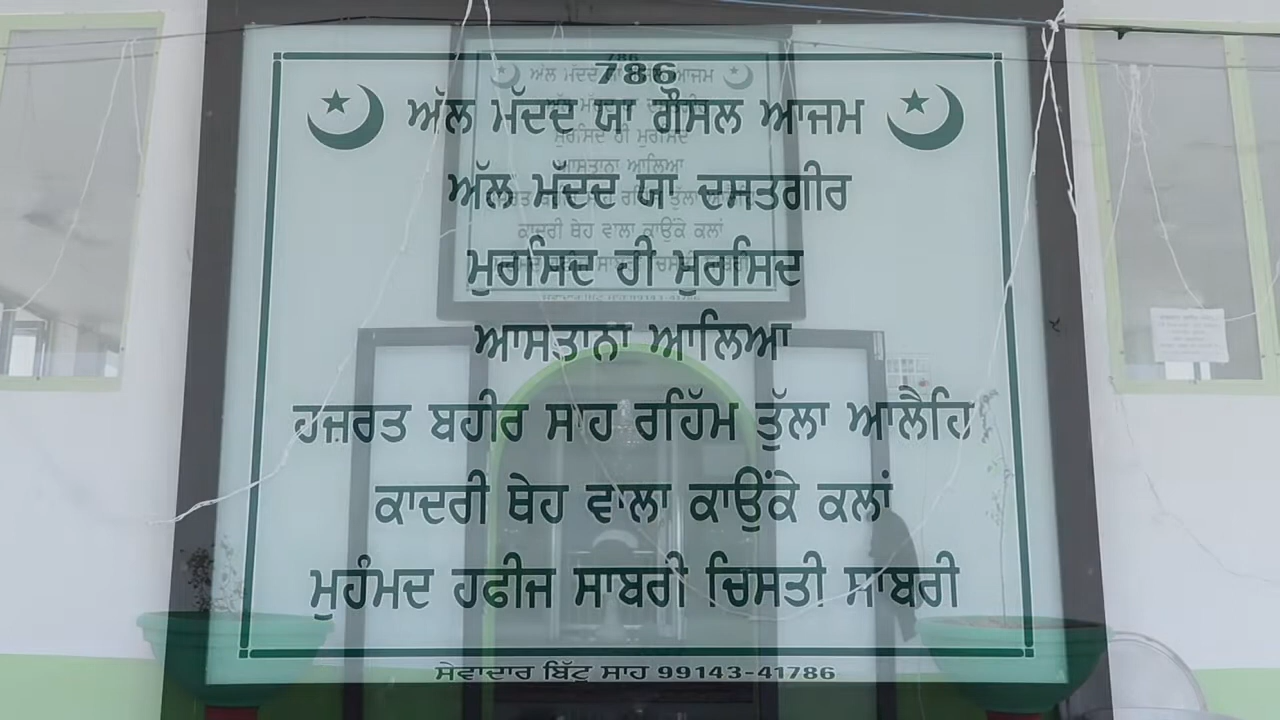 786
ਅੱਲ ਮੱਦਦ ਯਾ ਗੌਸਲ ਆਜਮ
ਅੱਲ ਮੱਦਦ ਯਾ ਦਸਤਗੀਰ
ਮੁਰਸਿਦ ਹੀ ਮੁਰਸਿਦ
ਆਸਤਾਨਾ ਆਲਿਆ
ਹਜ਼ਰਤ ਬਹੀਰ ਸਾਹ ਰਹਿੱਮ ਤੁੱਲਾ ਆਲੈਹਿ
ਕਾਦਰੀ ਥੇਹ ਵਾਲਾ ਕਾਉਂਕੇ ਕਲਾਂ
ਮੁਹੰਮਦ ਹਫੀਜ ਸਾਬਰੀ ਚਿਸਤੀ ਸਾਬਰੀ
ਸੇਵਾਦਾਰ ਬਿੱਟੂ ਸਾਹ 99143-41786